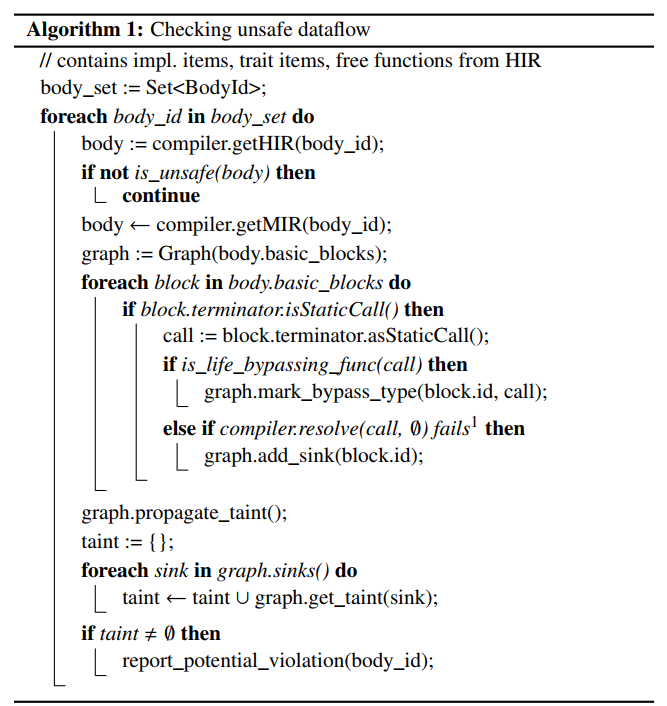 Algorithm 1: Checking unsafe dataflow
// contains impl. items, trait items, free functions from HIR
body_set := Set<BodyId>;
foreach body_id in body_set do
body := compiler.getHIR(body_id);
if not is_unsafe(body) then
continue
body ← compiler.getMIR(body_id);
graph := Graph(body.basic_blocks);
foreach block in body.basic_blocks do
if block.terminator.isStaticCall() then
call := block.terminator.asStaticCall();
if is_life_bypassing_func(call) then
graph.mark_bypass_type(block.id, call);
else if compiler.resolve(call, ∅) fails¹ then
graph.add_sink(block.id);
graph.propagate_taint();
taint := {};
foreach sink in graph.sinks() do
taint ← taint ∪ graph.get_taint(sink);
if taint ≠ ∅ then
report_potential_violation(body_id);